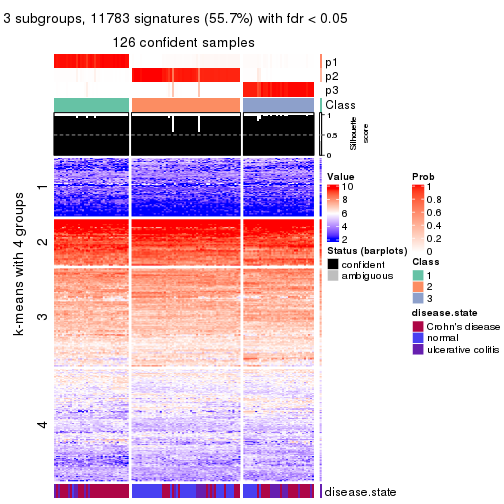 3 subgroups, 11783 signatures (55.7%) with fdr < 0.05
126 confident samples
p1
p2
p3
Class
1
0.5
0
Silhouette
score
k-means with 4 groups
1
2
3
4
disease.state
Value
10
8
6
4
2
Status (barplots)
confident
ambiguous
Prob
1
0.8
0.6
0.4
0.2
0
Class
1
2
3
disease.state
Crohn's disease
normal
ulcerative colitis